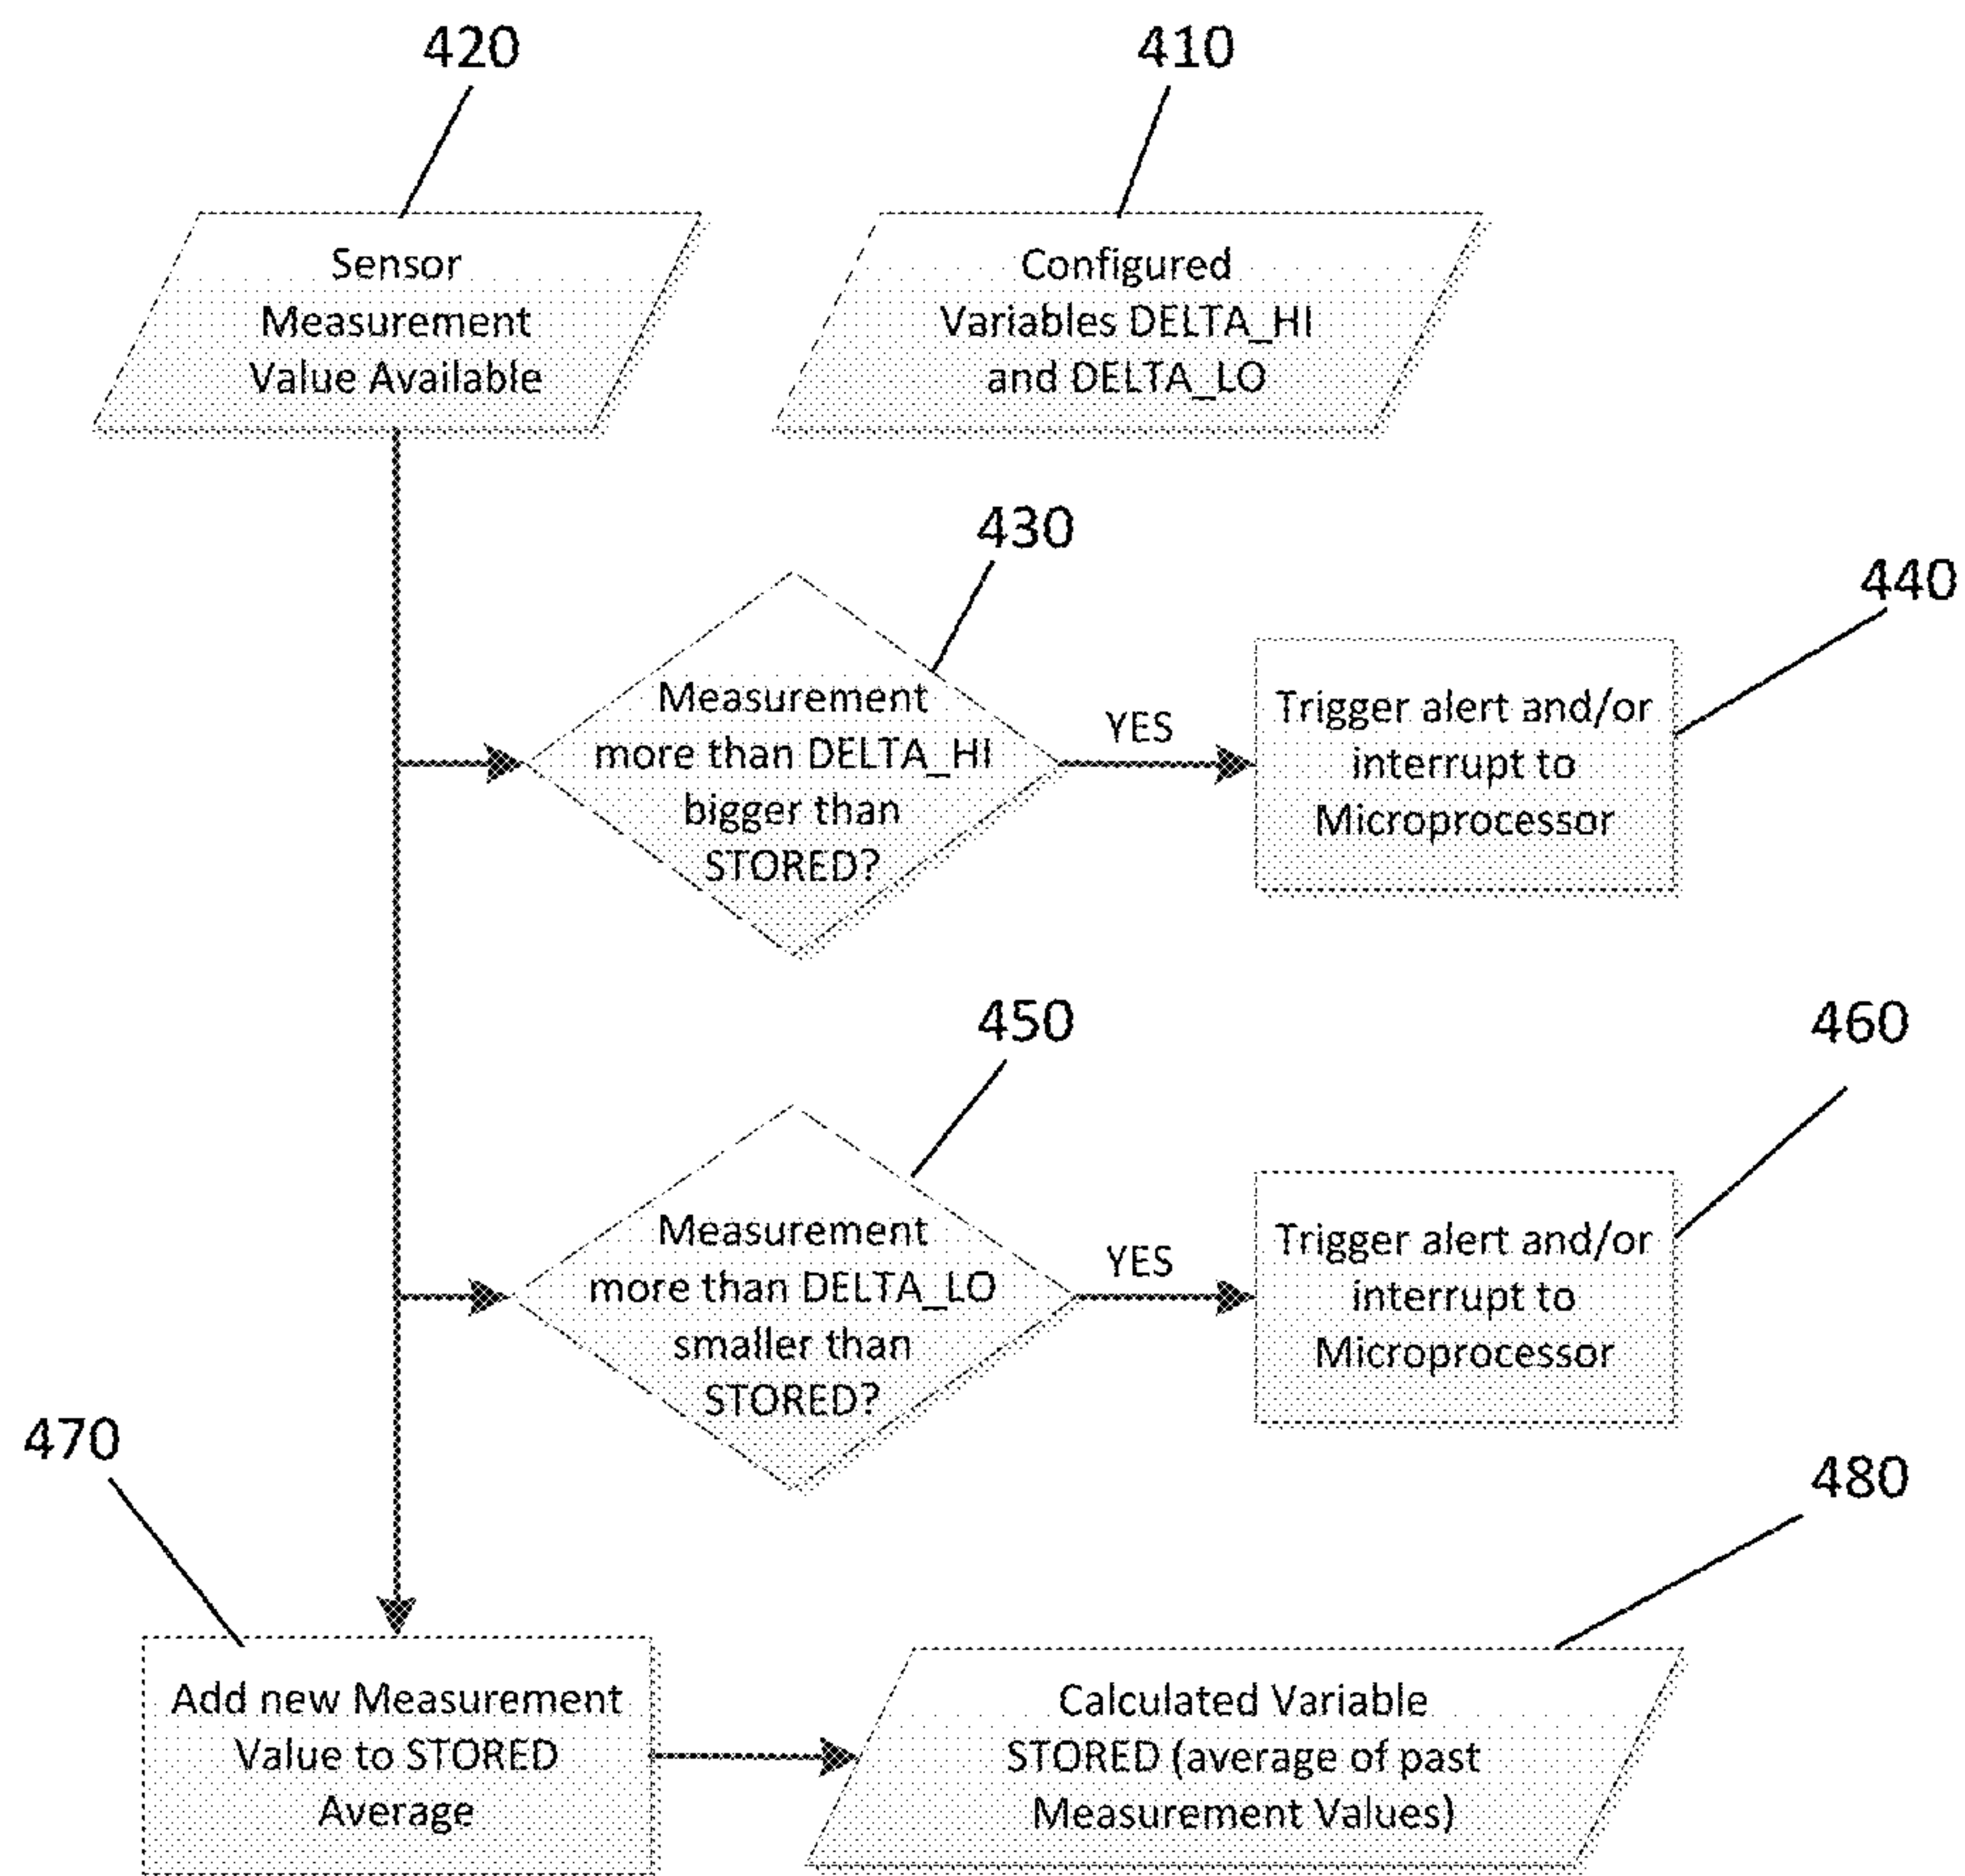 420
410
Sensor
Measurement
Value Available
Configured
Variables DELTA_HI
and DELTA_LO
430
440
Measurement
more than DELTA_HI
bigger than
STORED?
YES
Trigger alert and/or
interrupt to
Microprocessor
450
460
Measurement
more than DELTA_LO
smaller than
STORED?
YES
Trigger alert and/or
interrupt to
Microprocessor
470
480
Add new Measurement
Value to STORED
Average
Calculated Variable
STORED (average of past
Measurement Values)